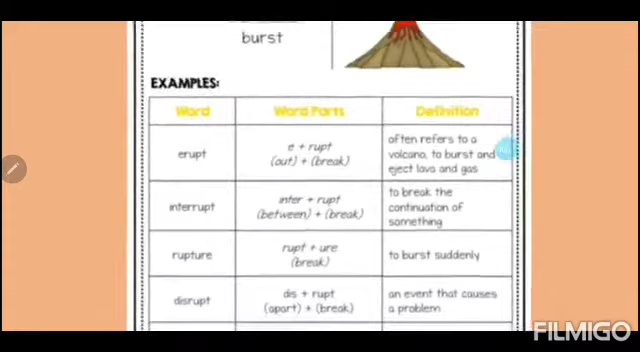 burst
EXAMPLES:
Word Word Parts Definition
erupt
e + rupt
(out) + (break)
often refers to a
volcano, to burst and
eject lava and gas
interrupt
inter + rupt
(between) + (break)
to break the
continuation of
something
rupture
rupt + ure
(break)
to burst suddenly
disrupt
dis + rupt
(apart) + (break)
an event that causes
a problem
FILMIGO